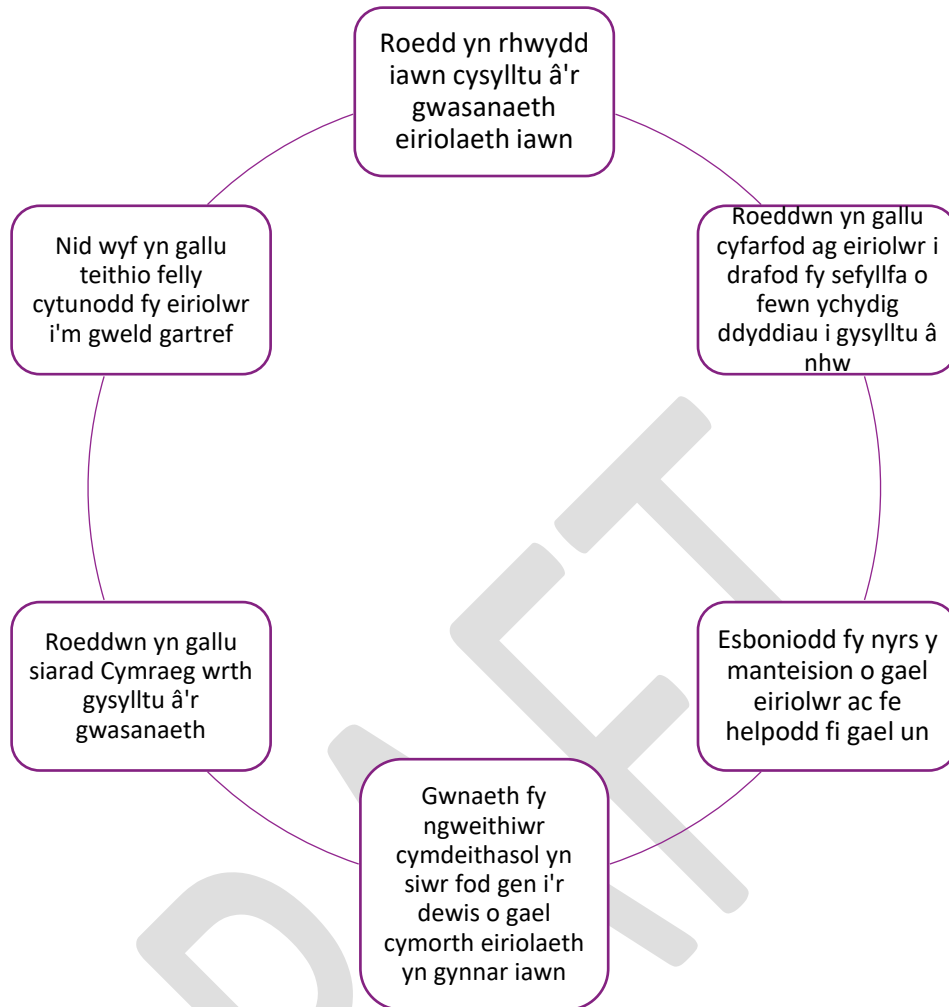 Roedd yn rhwydd
iawn cysylltu â'r
gwasanaeth
eiriolaeth iawn
Roeddwn yn gallu
cyfarfod ag eiriolwr i
drafod fy sefyllfa o
fewn ychydig
ddyddiau i gysylltu â
nhw
Esboniodd fy nyrs y
manteision o gael
eiriolwr ac fe
helpodd fi gael un
Gwnaeth fy
ngweithiwr
cymdeithasol yn
siwr fod gen i'r
dewis o gael
cymorth eiriolaeth
yn gynnar iawn
Roeddwn yn gallu
siarad Cymraeg wrth
gysylltu â'r
gwasanaeth
Nid wyf yn gallu
teithio felly
cytunodd fy eiriolwr
i'm gweld gartref
DRAFT